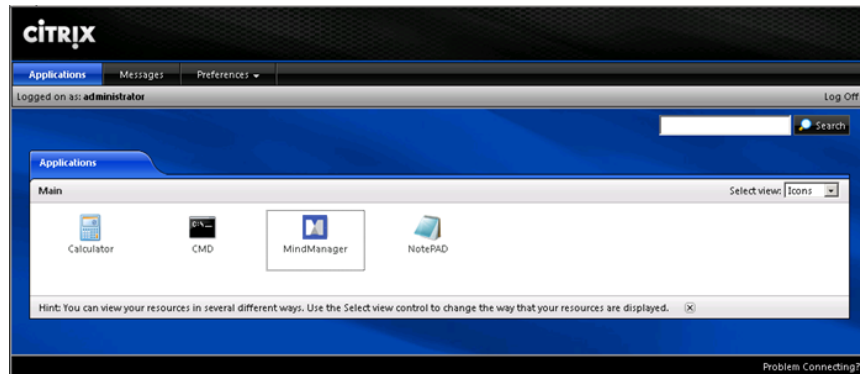 CİTRIX
Applications Messages Preferences
Logged on as: administrator Log Off
Search
Applications
Main Select view: Icons
Calculator CMD MindManager NotePAD
Hint: You can view your resources in several different ways. Use the Select view control to change the way that your resources are displayed.
Problem Connecting?